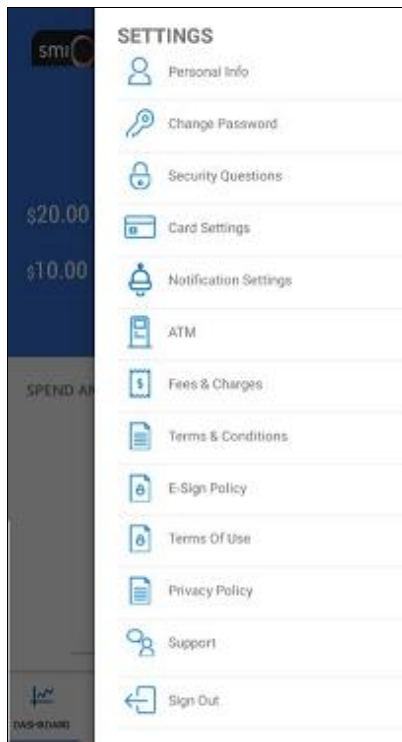 SETTINGS
smi
Personal Info
Change Password
Security Questions
$20.00
Card Settings
$10.00
Notification Settings
ATM
$
Fees & Charges
SPEND AN
Terms & Conditions
E-Sign Policy
Terms Of Use
Privacy Policy
Support
Sign Out
DASHBOARD